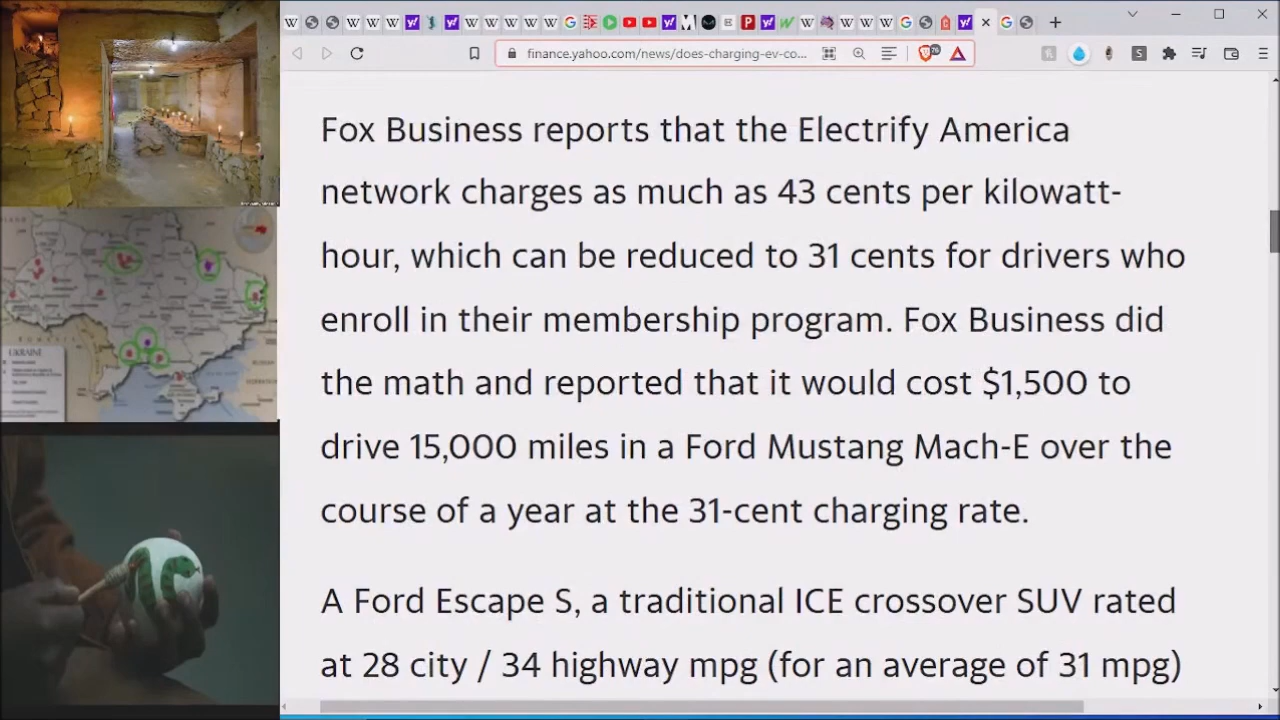 finance.yahoo.com/news/does-charging-ev-co...
76
Fox Business reports that the Electrify America
network charges as much as 43 cents per kilowatt-
hour, which can be reduced to 31 cents for drivers who
enroll in their membership program. Fox Business did
the math and reported that it would cost $1,500 to
drive 15,000 miles in a Ford Mustang Mach-E over the
course of a year at the 31-cent charging rate.
A Ford Escape S, a traditional ICE crossover SUV rated
at 28 city / 34 highway mpg (for an average of 31 mpg)
UKRAINE